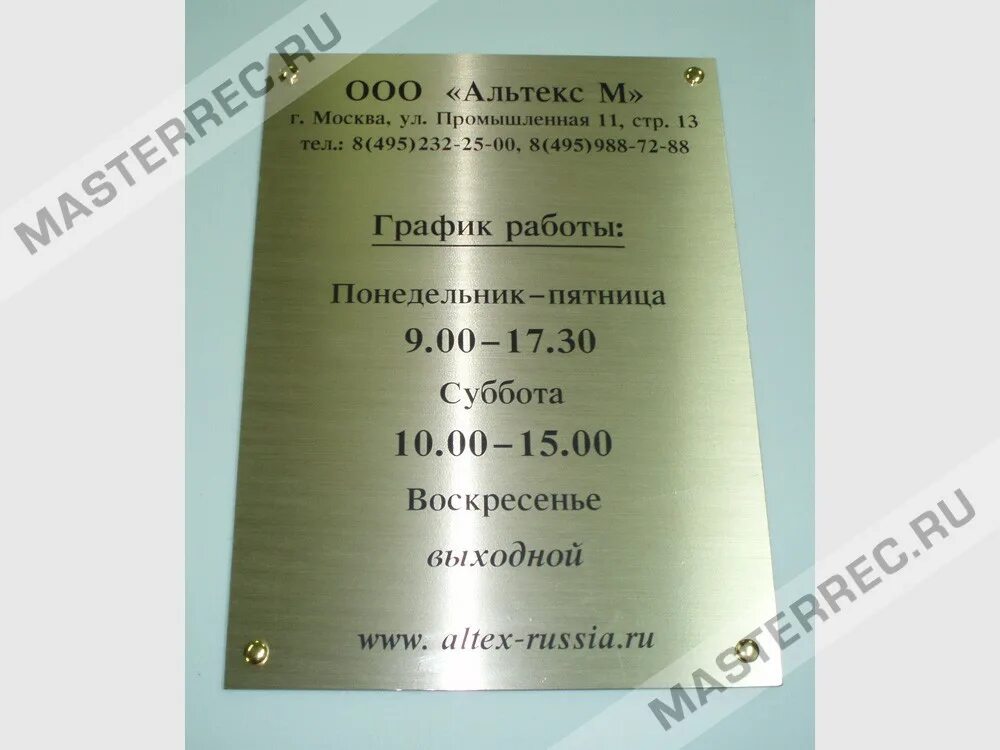 MASTERREC.RU
ООО «Альтекс М»
г. Москва, ул. Промышленная 11, стр. 13
тел.: 8(495)232-25-00, 8(495)988-72-88
График работы:
Понедельник–пятница
9.00–17.30
Суббота
10.00–15.00
Воскресенье
выходной
www. altex-russia.ru
MASTERREC.RU